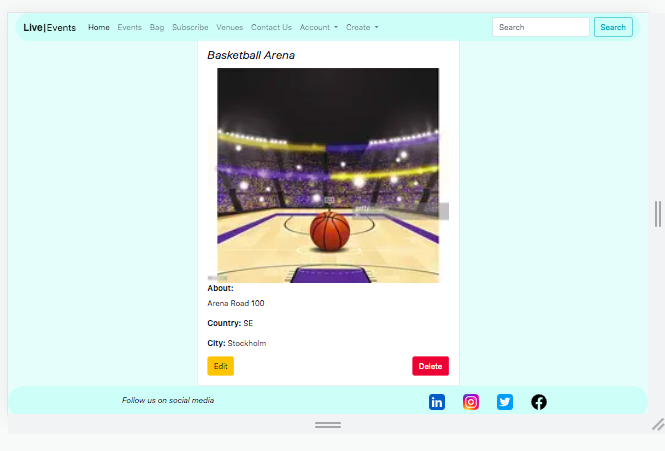 Live|Events Home Events Bag Subscribe Venues Contact Us Account Create Search Search
Basketball Arena
getty
About:
Arena Road 100
Country: SE
City: Stockholm
Edit Delete
Follow us on social media